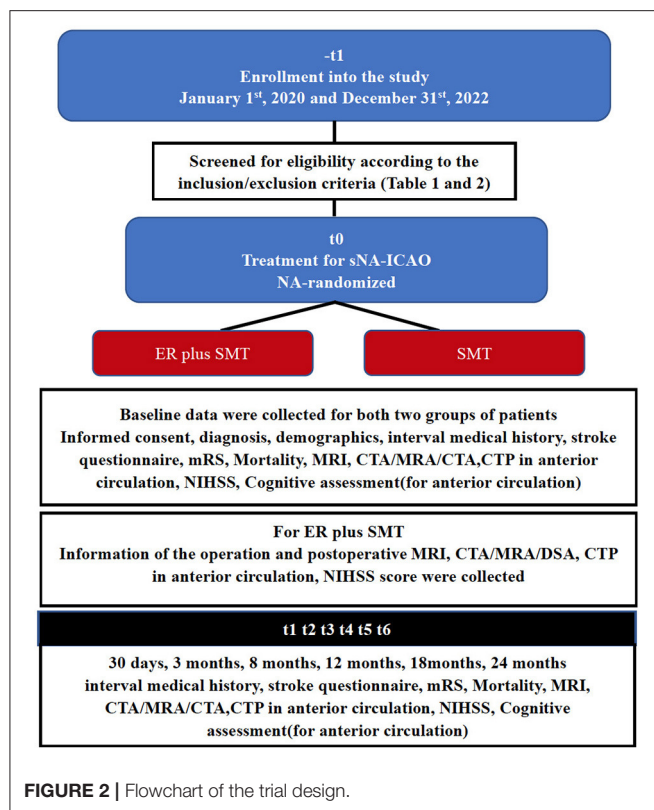 -t1
Enrollment into the study
January 1st, 2020 and December 31st, 2022
Screened for eligibility according to the
inclusion/exclusion criteria (Table 1 and 2)
t0
Treatment for sNA-ICAO
NA-randomized
ER plus SMT
SMT
Baseline data were collected for both two groups of patients
Informed consent, diagnosis, demographics, interval medical history, stroke
questionnaire, mRS, Mortality, MRI, CTA/MRA/CTA,CTP in anterior
circulation, NIHSS, Cognitive assessment(for anterior circulation)
For ER plus SMT
Information of the operation and postoperative MRI, CTA/MRA/DSA, CTP
in anterior circulation, NIHSS score were collected
t1 t2 t3 t4 t5 t6
30 days, 3 months, 8 months, 12 months, 18months, 24 months
interval medical history, stroke questionnaire, mRS, Mortality, MRI,
CTA/MRA/CTA,CTP in anterior circulation, NIHSS, Cognitive
assessment(for anterior circulation)
FIGURE 2 | Flowchart of the trial design.